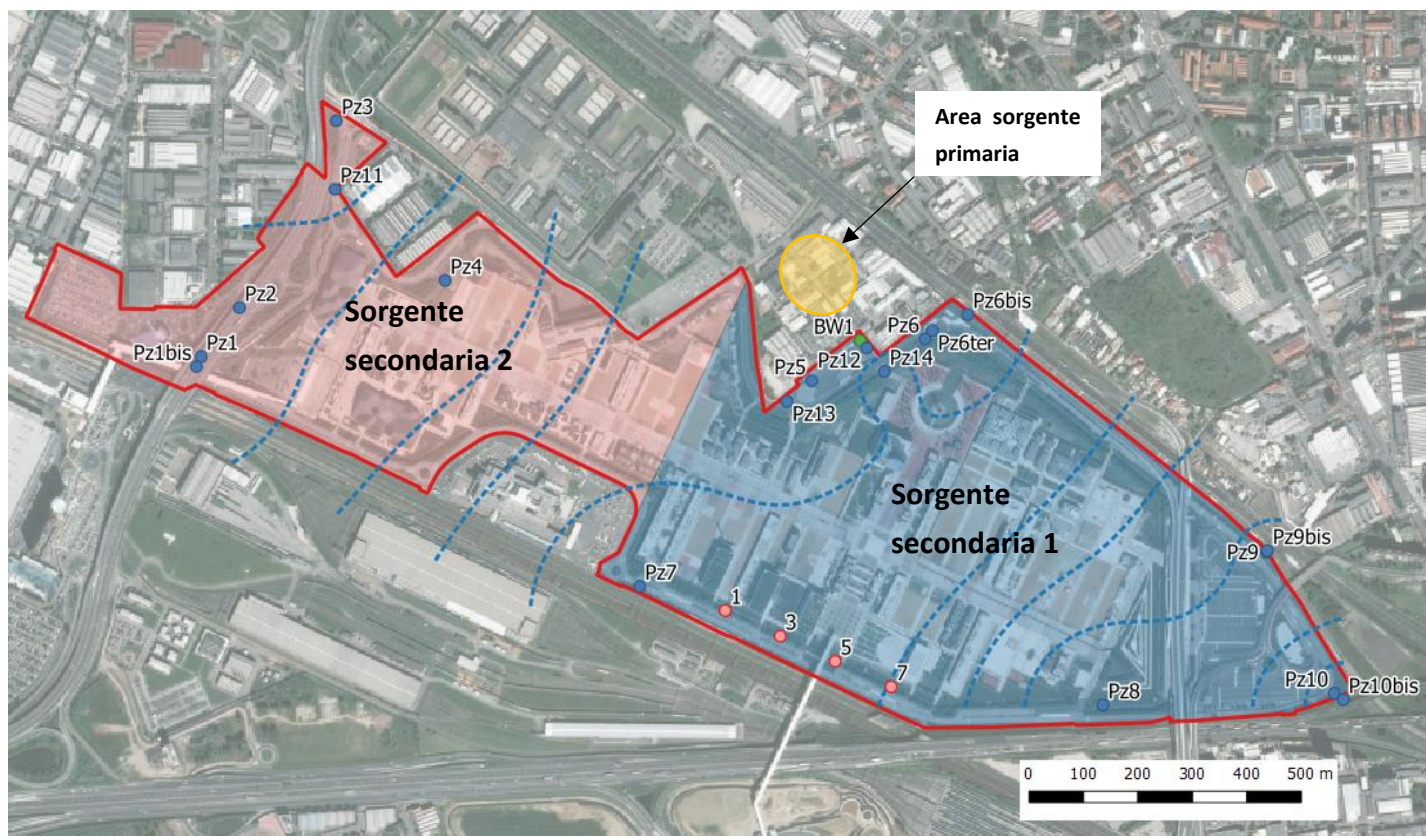 Pz3
Area sorgente
primaria
Pz11
Pz4
Pz2
Sorgente
secondaria 2
Pz6bis
BW1
Pz6
Pz6ter
Pz1
Pz1bis
Pz12
Pz14
Pz5
Pz13
Sorgente
secondaria 1
Pz9bis
Pz9
Pz7
1
3
5
7
Pz8
Pz10
Pz10bis
0 100 200 300 400 500 m